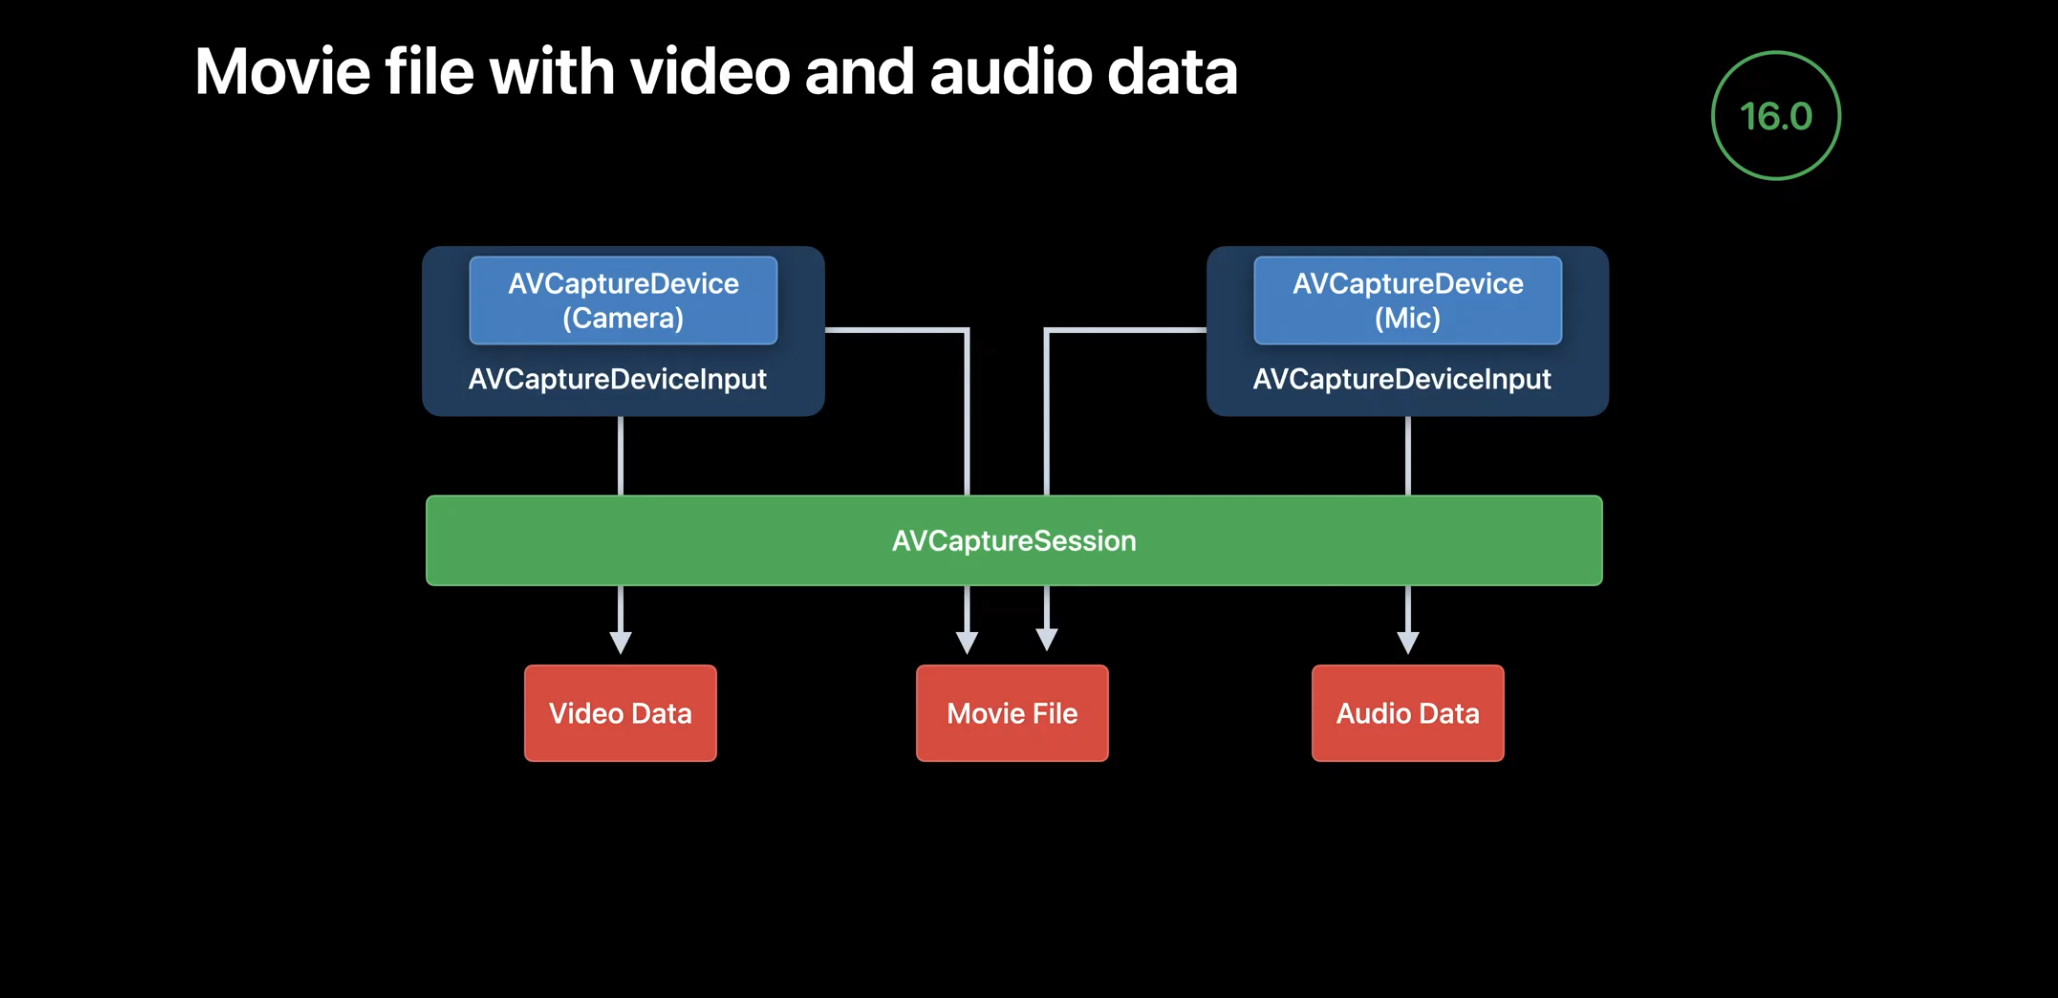 Movie file with video and audio data
16.0
AVCaptureDevice
(Camera)
AVCaptureDeviceInput
AVCaptureDevice
(Mic)
AVCaptureDeviceInput
AVCaptureSession
Video Data
Movie File
Audio Data